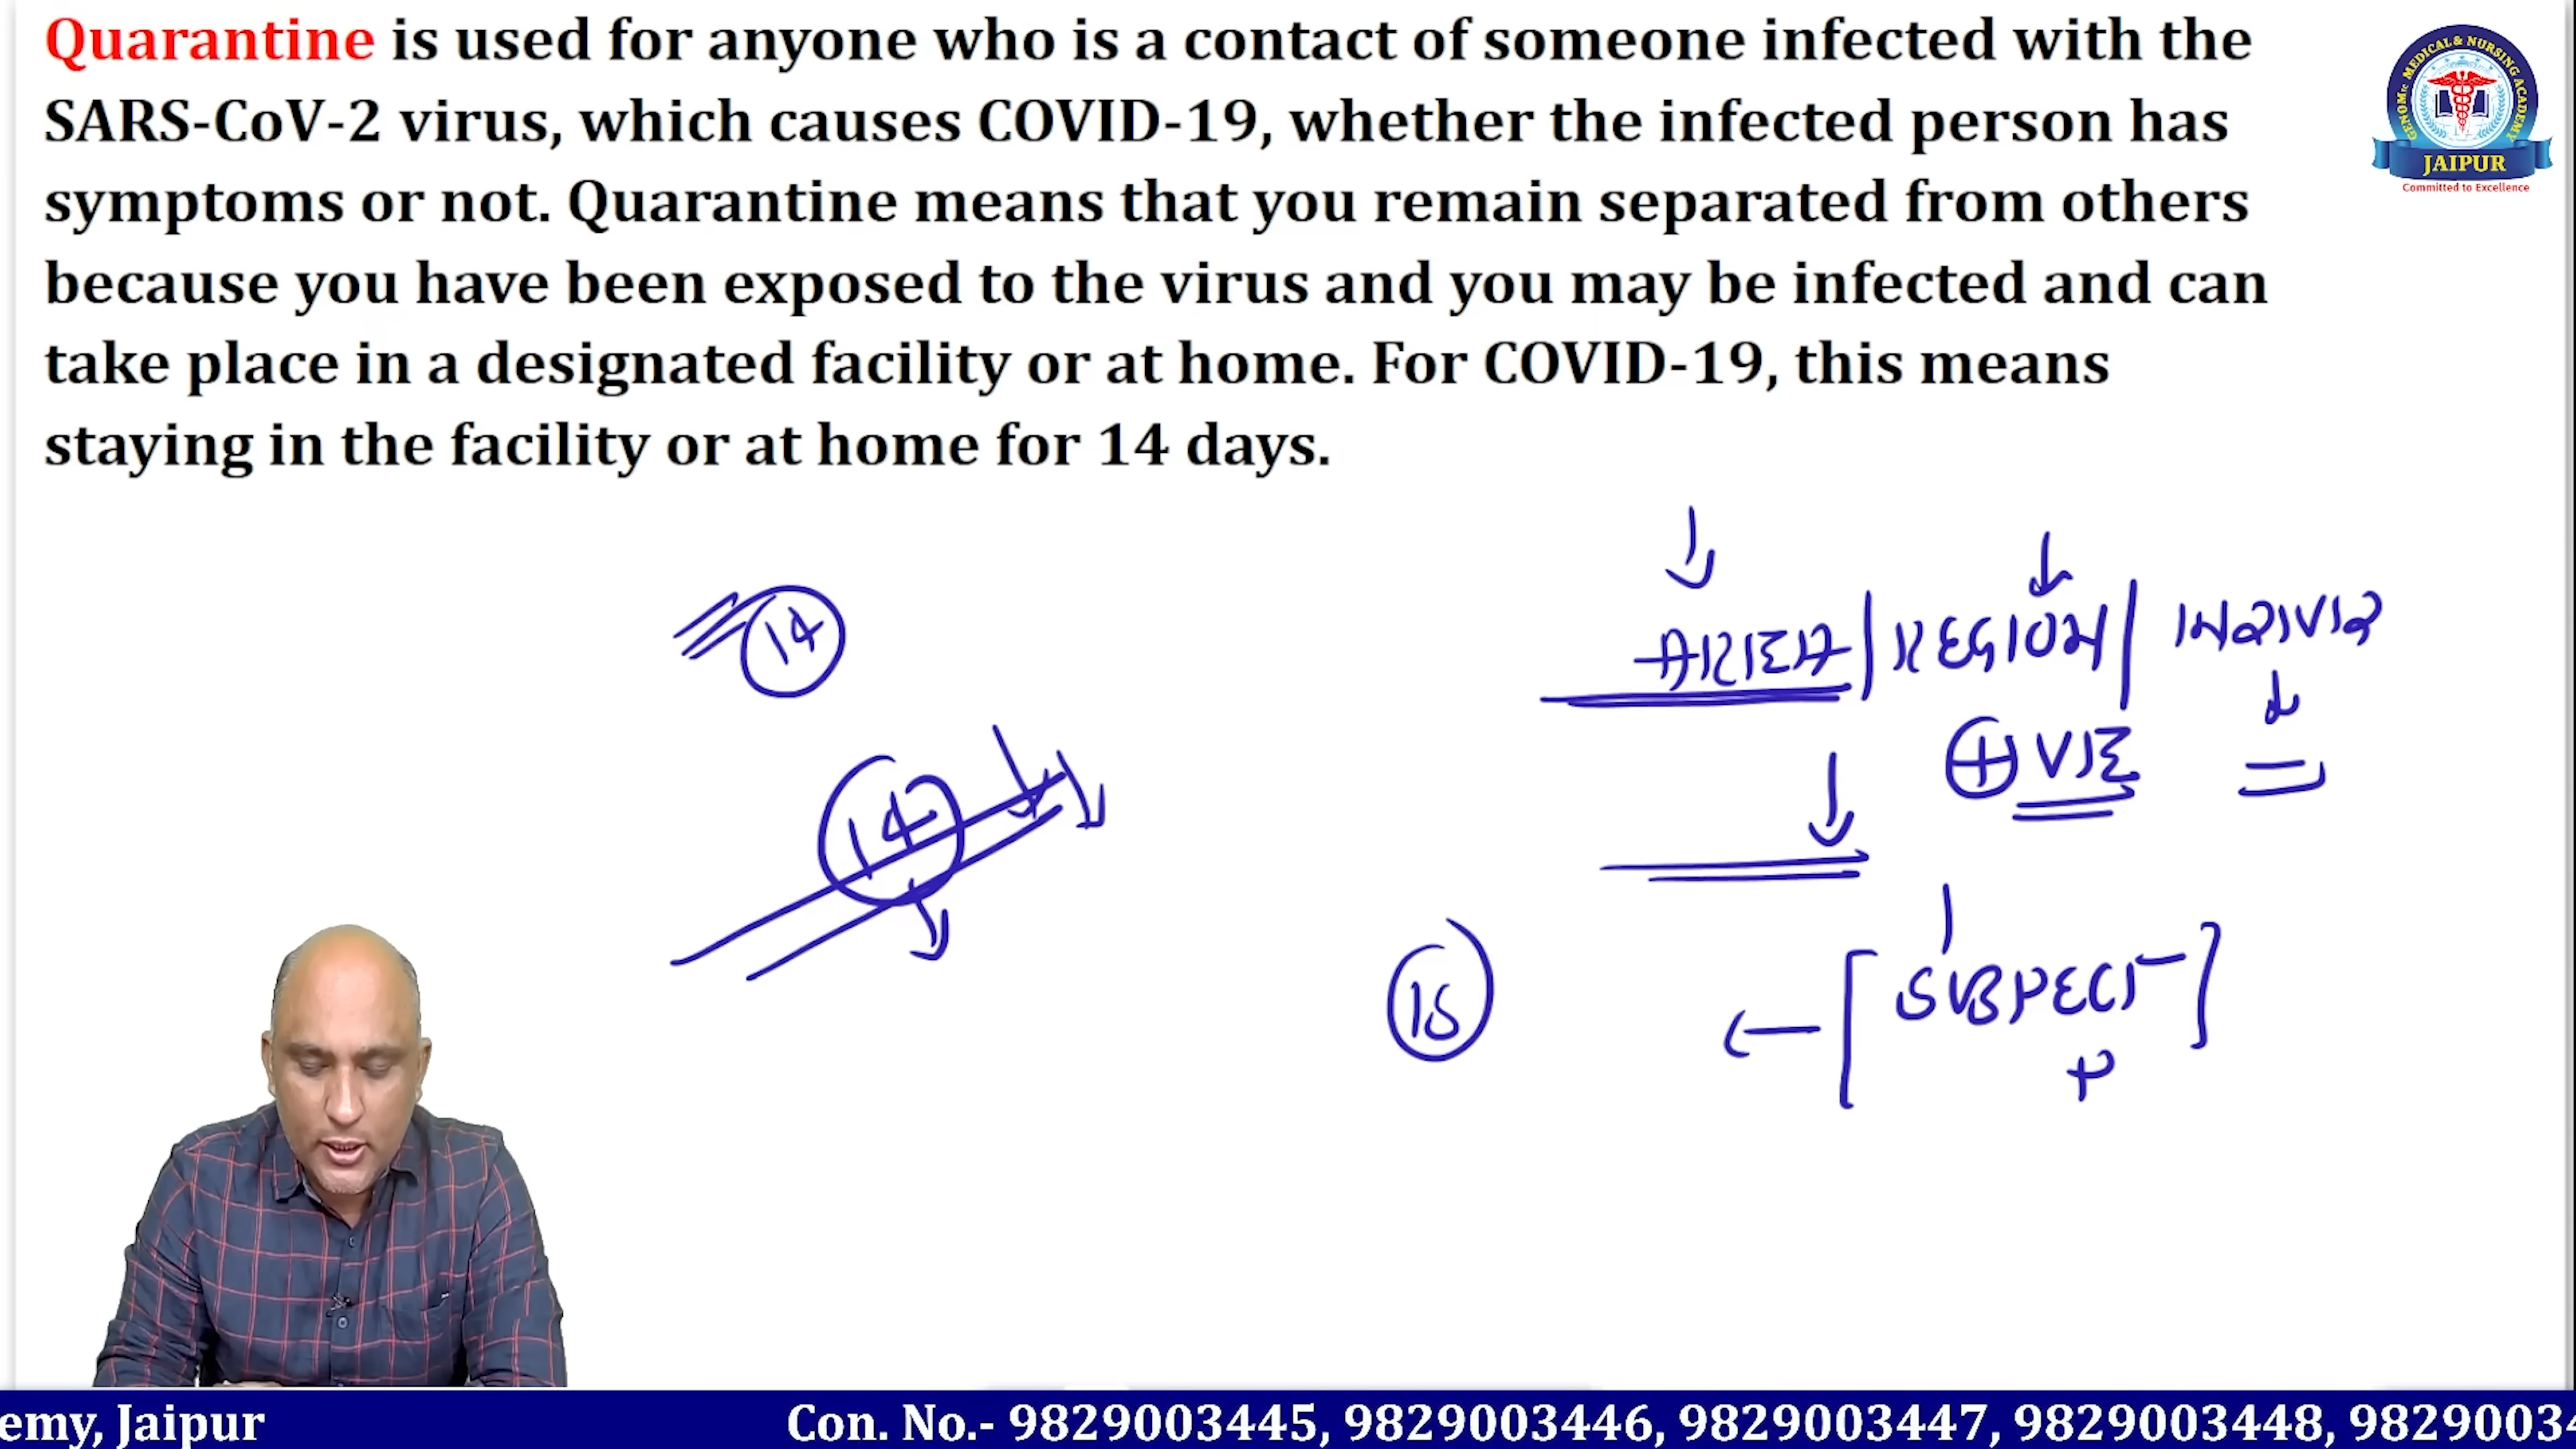 Quarantine is used for anyone who is a contact of someone infected with the
SARS-CoV-2 virus, which causes COVID-19, whether the infected person has
symptoms or not. Quarantine means that you remain separated from others
because you have been exposed to the virus and you may be infected and can
take place in a designated facility or at home. For COVID-19, this means
staying in the facility or at home for 14 days.
GENOME MEDICAL & NURSING ACADEMY
JAIPUR
Committed to Excellence
14
AREA | REGION | INDIVID
+ VE
14
15
[SUSPECT]
emy, Jaipur Con. No.- 9829003445, 9829003446, 9829003447, 9829003448, 98290034